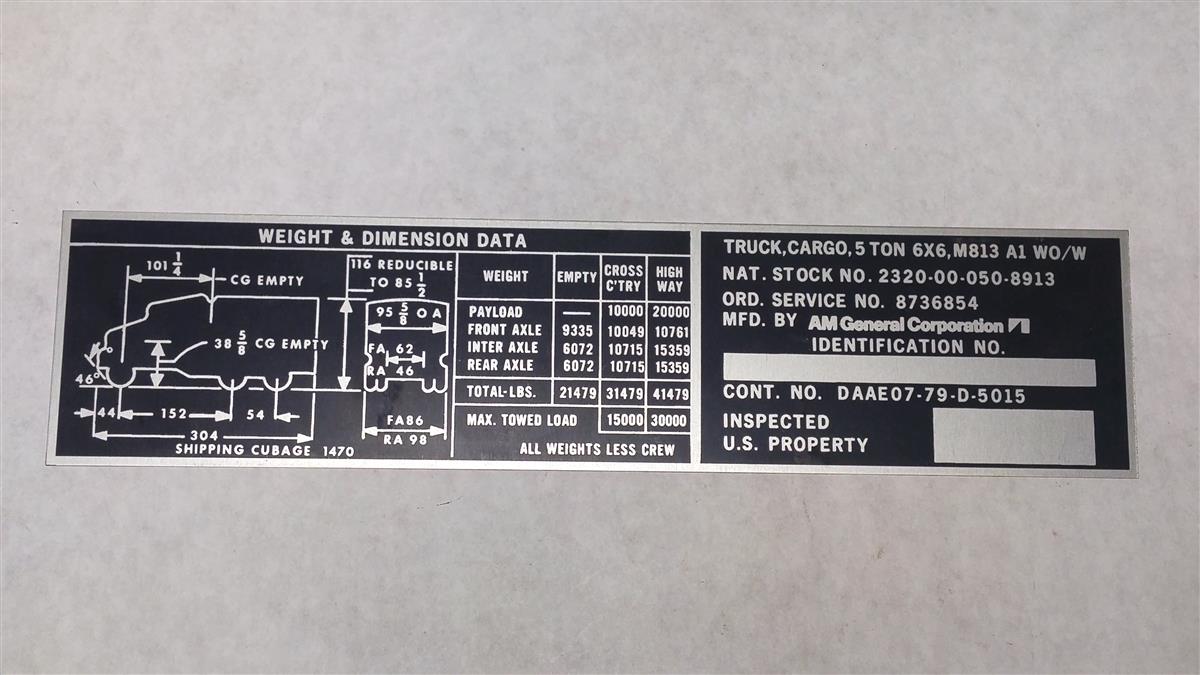 WEIGHT & DIMENSION DATA
101 1/4
CG EMPTY
116 REDUCIBLE
TO 85 1/2
95 5/8 O A
38 5/8 CG EMPTY
FA 62
RA 46
46°
44 152 54
304
FA86
RA 98
SHIPPING CUBAGE 1470
WEIGHT EMPTY CROSS C'TRY HIGH WAY
PAYLOAD — 10000 20000
FRONT AXLE 9335 10049 10761
INTER AXLE 6072 10715 15359
REAR AXLE 6072 10715 15359
TOTAL-LBS. 21479 31479 41479
MAX. TOWED LOAD 15000 30000
ALL WEIGHTS LESS CREW
TRUCK, CARGO, 5 TON 6X6, M813 A1 WO/W
NAT. STOCK NO. 2320-00-050-8913
ORD. SERVICE NO. 8736854
MFD. BY AM General Corporation
IDENTIFICATION NO.
CONT. NO. DAAE07-79-D-5015
INSPECTED
U.S. PROPERTY